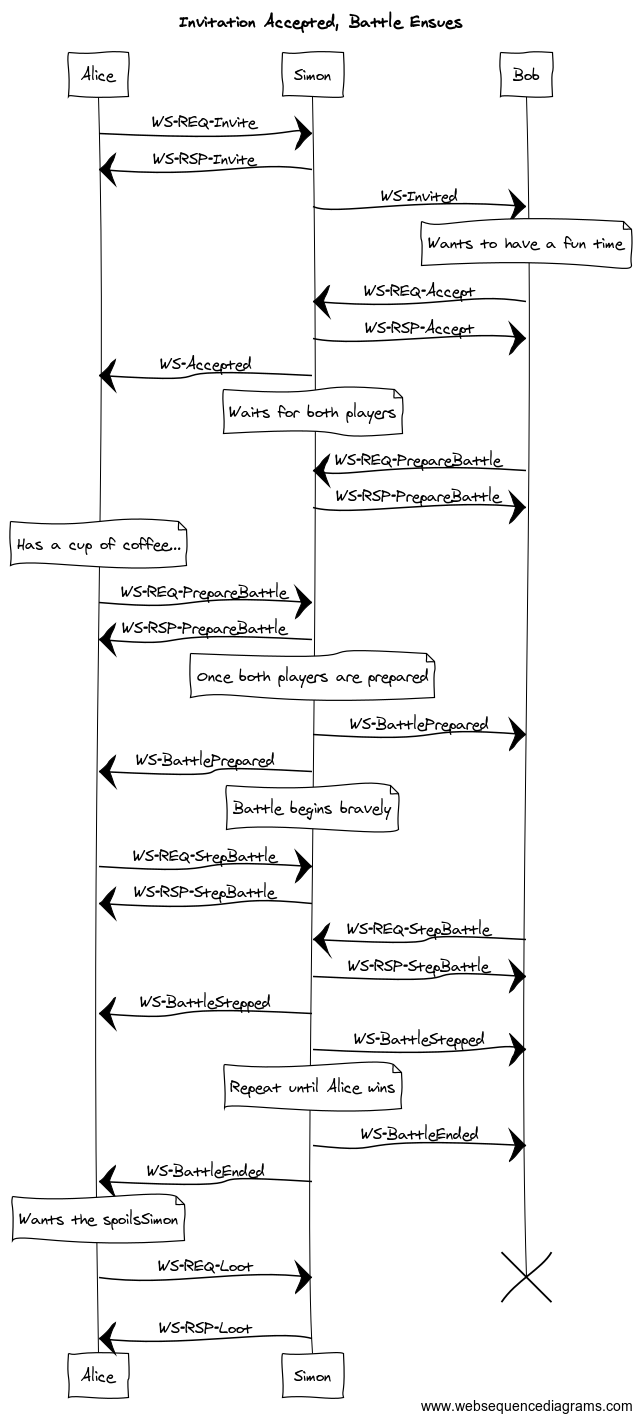 Invitation Accepted, Battle Ensues
Alice
Simon
Bob
WS-REQ-Invite
WS-RSP-Invite
WS-Invited
Wants to have a fun time
WS-REQ-Accept
WS-RSP-Accept
WS-Accepted
Waits for both players
WS-REQ-PrepareBattle
WS-RSP-PrepareBattle
Has a cup of coffee...
WS-REQ-PrepareBattle
WS-RSP-PrepareBattle
Once both players are prepared
WS-BattlePrepared
WS-BattlePrepared
Battle begins bravely
WS-REQ-StepBattle
WS-RSP-StepBattle
WS-REQ-StepBattle
WS-RSP-StepBattle
WS-BattleStepped
WS-BattleStepped
Repeat until Alice wins
WS-BattleEnded
WS-BattleEnded
Wants the spoilsSimon
WS-REQ-Loot
WS-RSP-Loot
Alice
Simon
www.websequencediagrams.com